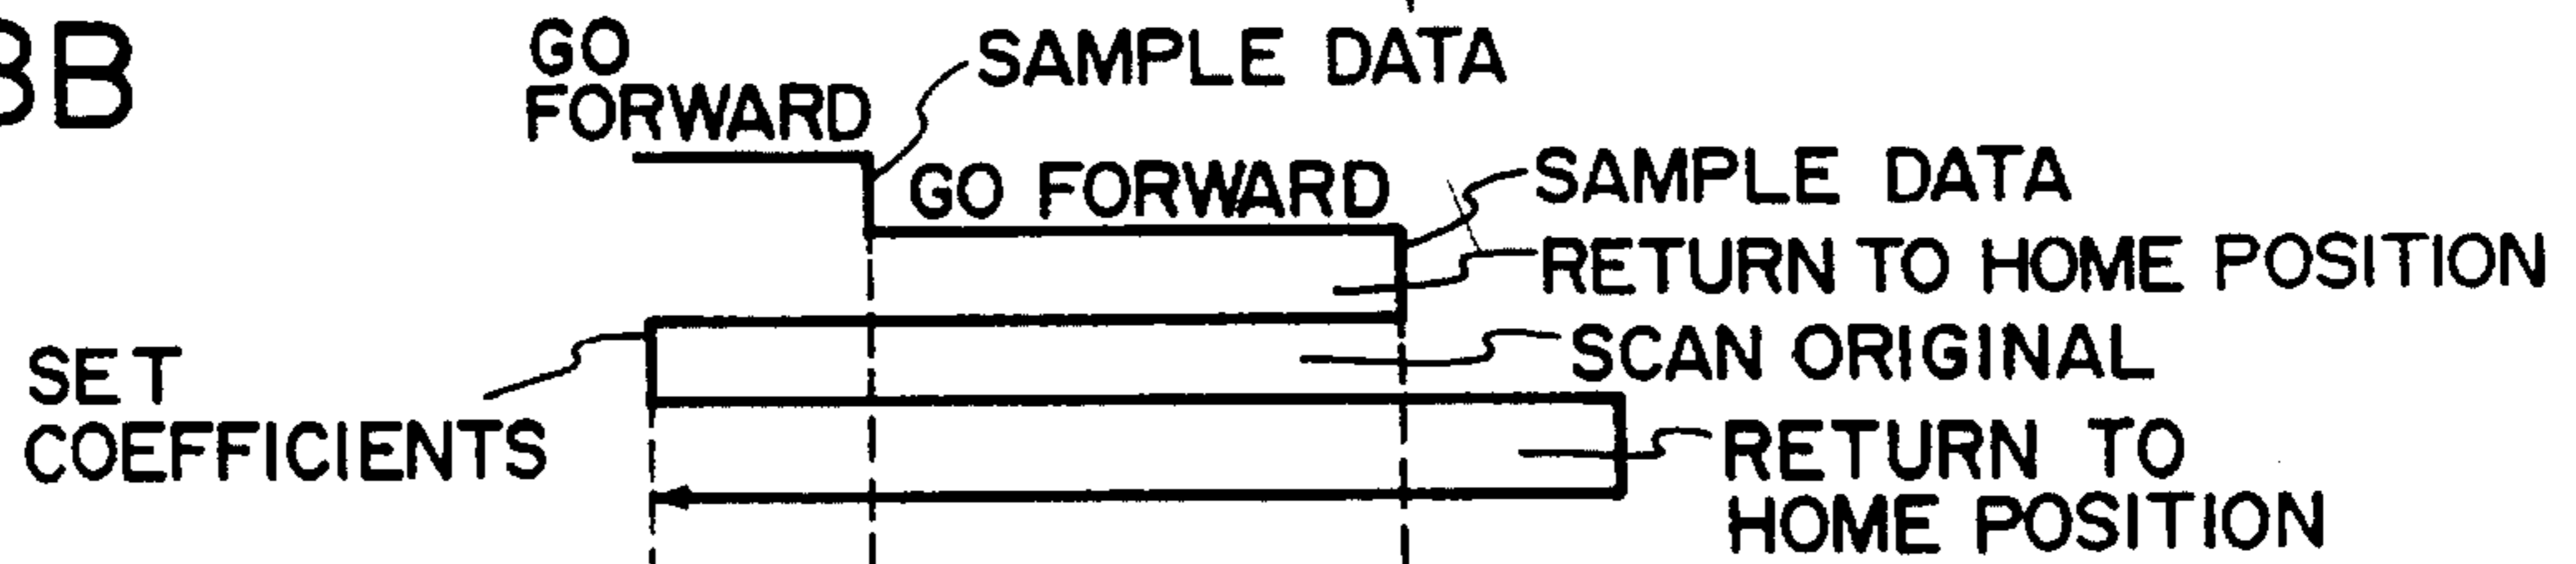 BB
GO
FORWARD
SAMPLE DATA
GO FORWARD
SAMPLE DATA
RETURN TO HOME POSITION
SCAN ORIGINAL
SET
COEFFICIENTS
RETURN TO
HOME POSITION